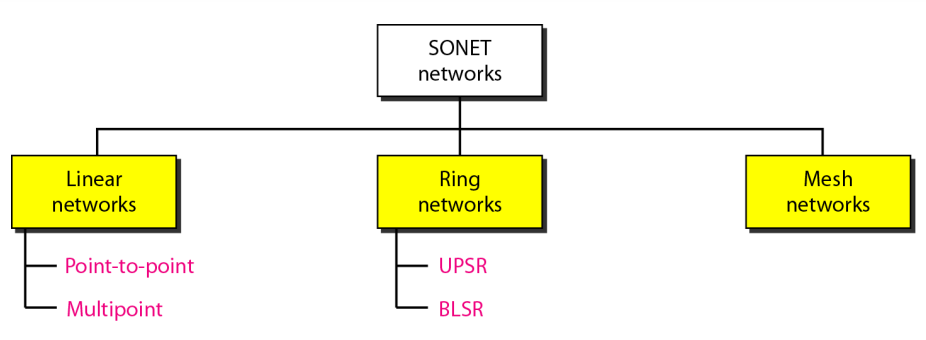 SONET
networks
Linear
networks
Ring
networks
Mesh
networks
Point-to-point
Multipoint
UPSR
BLSR